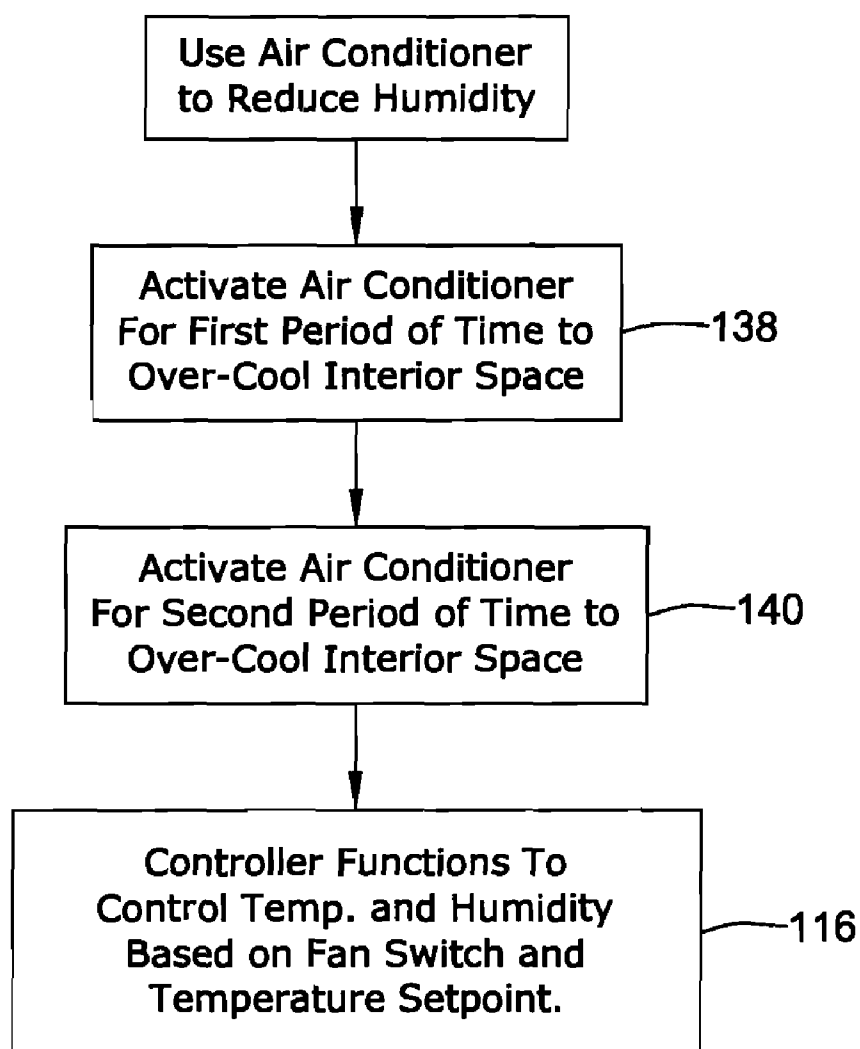 Use Air Conditioner
to Reduce Humidity
Activate Air Conditioner
For First Period of Time to
Over-Cool Interior Space
138
Activate Air Conditioner
For Second Period of Time to
Over-Cool Interior Space
140
Controller Functions To
Control Temp. and Humidity
Based on Fan Switch and
Temperature Setpoint.
116